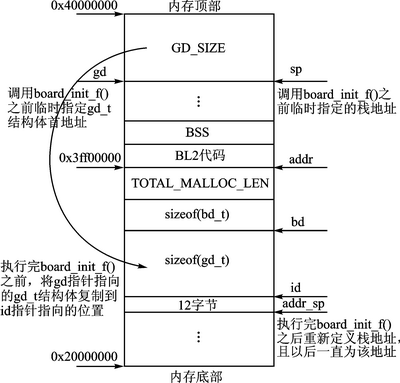 0x40000000
内存顶部
GD_SIZE
gd
sp
调用board_init_f()
之前临时指定gd_t
结构体首地址
调用board_init_f()之
前临时指定的栈地址
⋮
BSS
BL2代码
0x3ff00000
addr
TOTAL_MALLOC_LEN
sizeof(bd_t)
bd
sizeof(gd_t)
执行完board_init_f()
之前，将gd指针指向
的gd_t结构体复制到
id指针指向的位置
id
12字节
addr_sp
执行完board_init_f()
之后重新定义栈地址，
且以后一直为该地址
⋮
0x20000000
内存底部